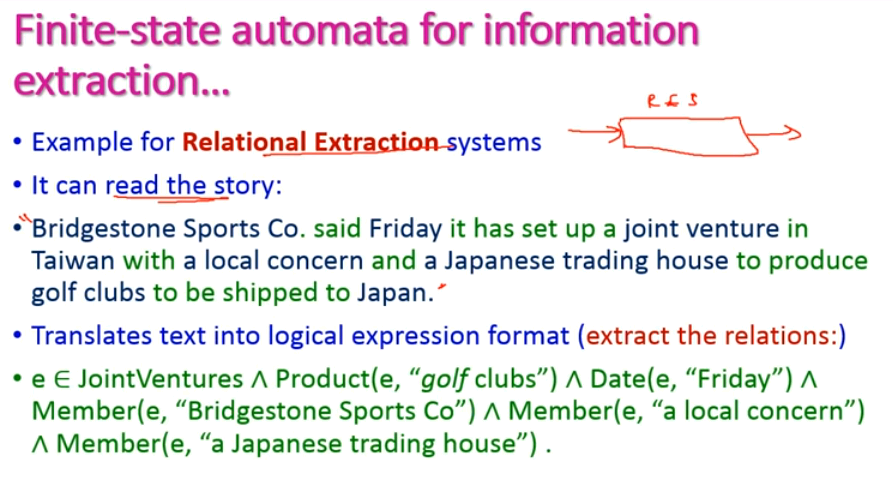 Finite-state automata for information
extraction...
R E S
• Example for Relational Extraction systems
• It can read the story:
• "Bridgestone Sports Co. said Friday it has set up a joint venture in
Taiwan with a local concern and a Japanese trading house to produce
golf clubs to be shipped to Japan.
• Translates text into logical expression format (extract the relations:)
• e ∈ JointVentures ∧ Product(e, “golf clubs”) ∧ Date(e, “Friday”) ∧
Member(e, “Bridgestone Sports Co”) ∧ Member(e, “a local concern”)
∧ Member(e, “a Japanese trading house”) .